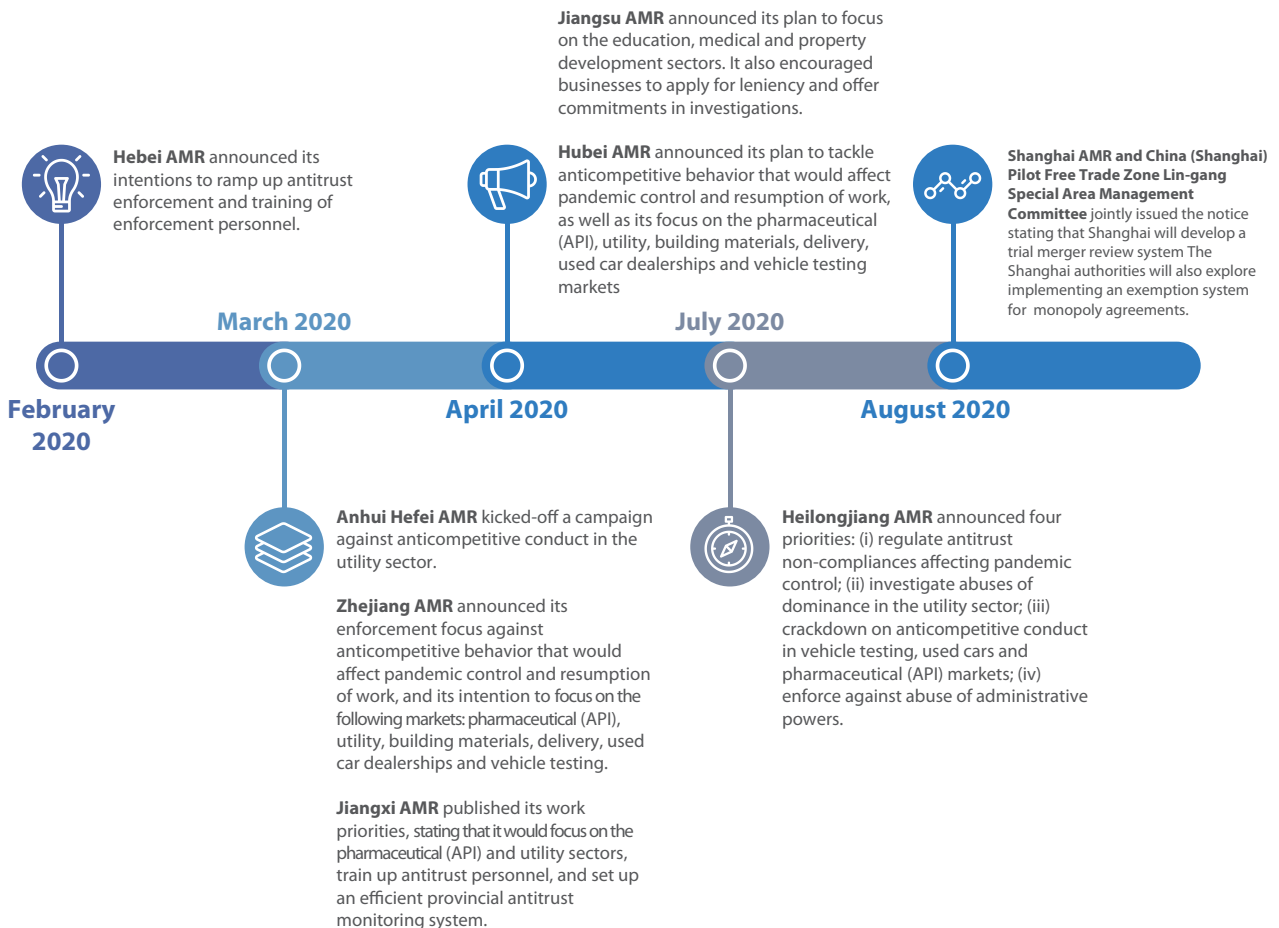 Jiangsu AMR announced its plan to focus
on the education, medical and property
development sectors. It also encouraged
businesses to apply for leniency and offer
commitments in investigations.
Hebei AMR announced its
intentions to ramp up antitrust
enforcement and training of
enforcement personnel.
Hubei AMR announced its plan to tackle
anticompetitive behavior that would affect
pandemic control and resumption of work,
as well as its focus on the pharmaceutical
(API), utility, building materials, delivery,
used car dealerships and vehicle testing
markets
Shanghai AMR and China (Shanghai)
Pilot Free Trade Zone Lin-gang
Special Area Management
Committee jointly issued the notice
stating that Shanghai will develop a
trial merger review system The
Shanghai authorities will also explore
implementing an exemption system
for monopoly agreements.
March 2020
July 2020
February
2020
April 2020
August 2020
Anhui Hefei AMR kicked-off a campaign
against anticompetitive conduct in the
utility sector.
Zhejiang AMR announced its
enforcement focus against
anticompetitive behavior that would
affect pandemic control and resumption
of work, and its intention to focus on the
following markets: pharmaceutical (API),
utility, building materials, delivery, used
car dealerships and vehicle testing.
Jiangxi AMR published its work
priorities, stating that it would focus on the
pharmaceutical (API) and utility sectors,
train up antitrust personnel, and set up
an efficient provincial antitrust
monitoring system.
Heilongjiang AMR announced four
priorities: (i) regulate antitrust
non-compliances affecting pandemic
control; (ii) investigate abuses of
dominance in the utility sector; (iii)
crackdown on anticompetitive conduct
in vehicle testing, used cars and
pharmaceutical (API) markets; (iv)
enforce against abuse of administrative
powers.